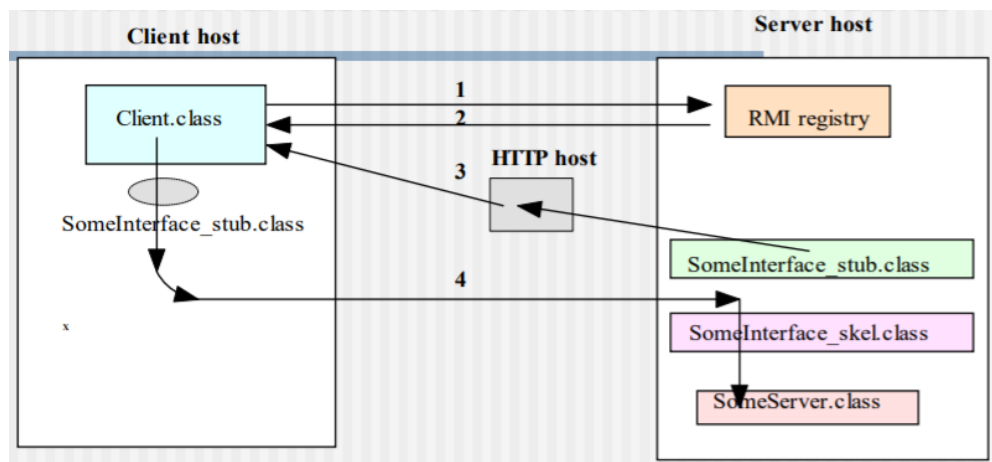 Client host
Server host
Client.class
1
2
RMI registry
HTTP host
3
SomeInterface_stub.class
SomeInterface_stub.class
4
x
SomeInterface_skel.class
SomeServer.class